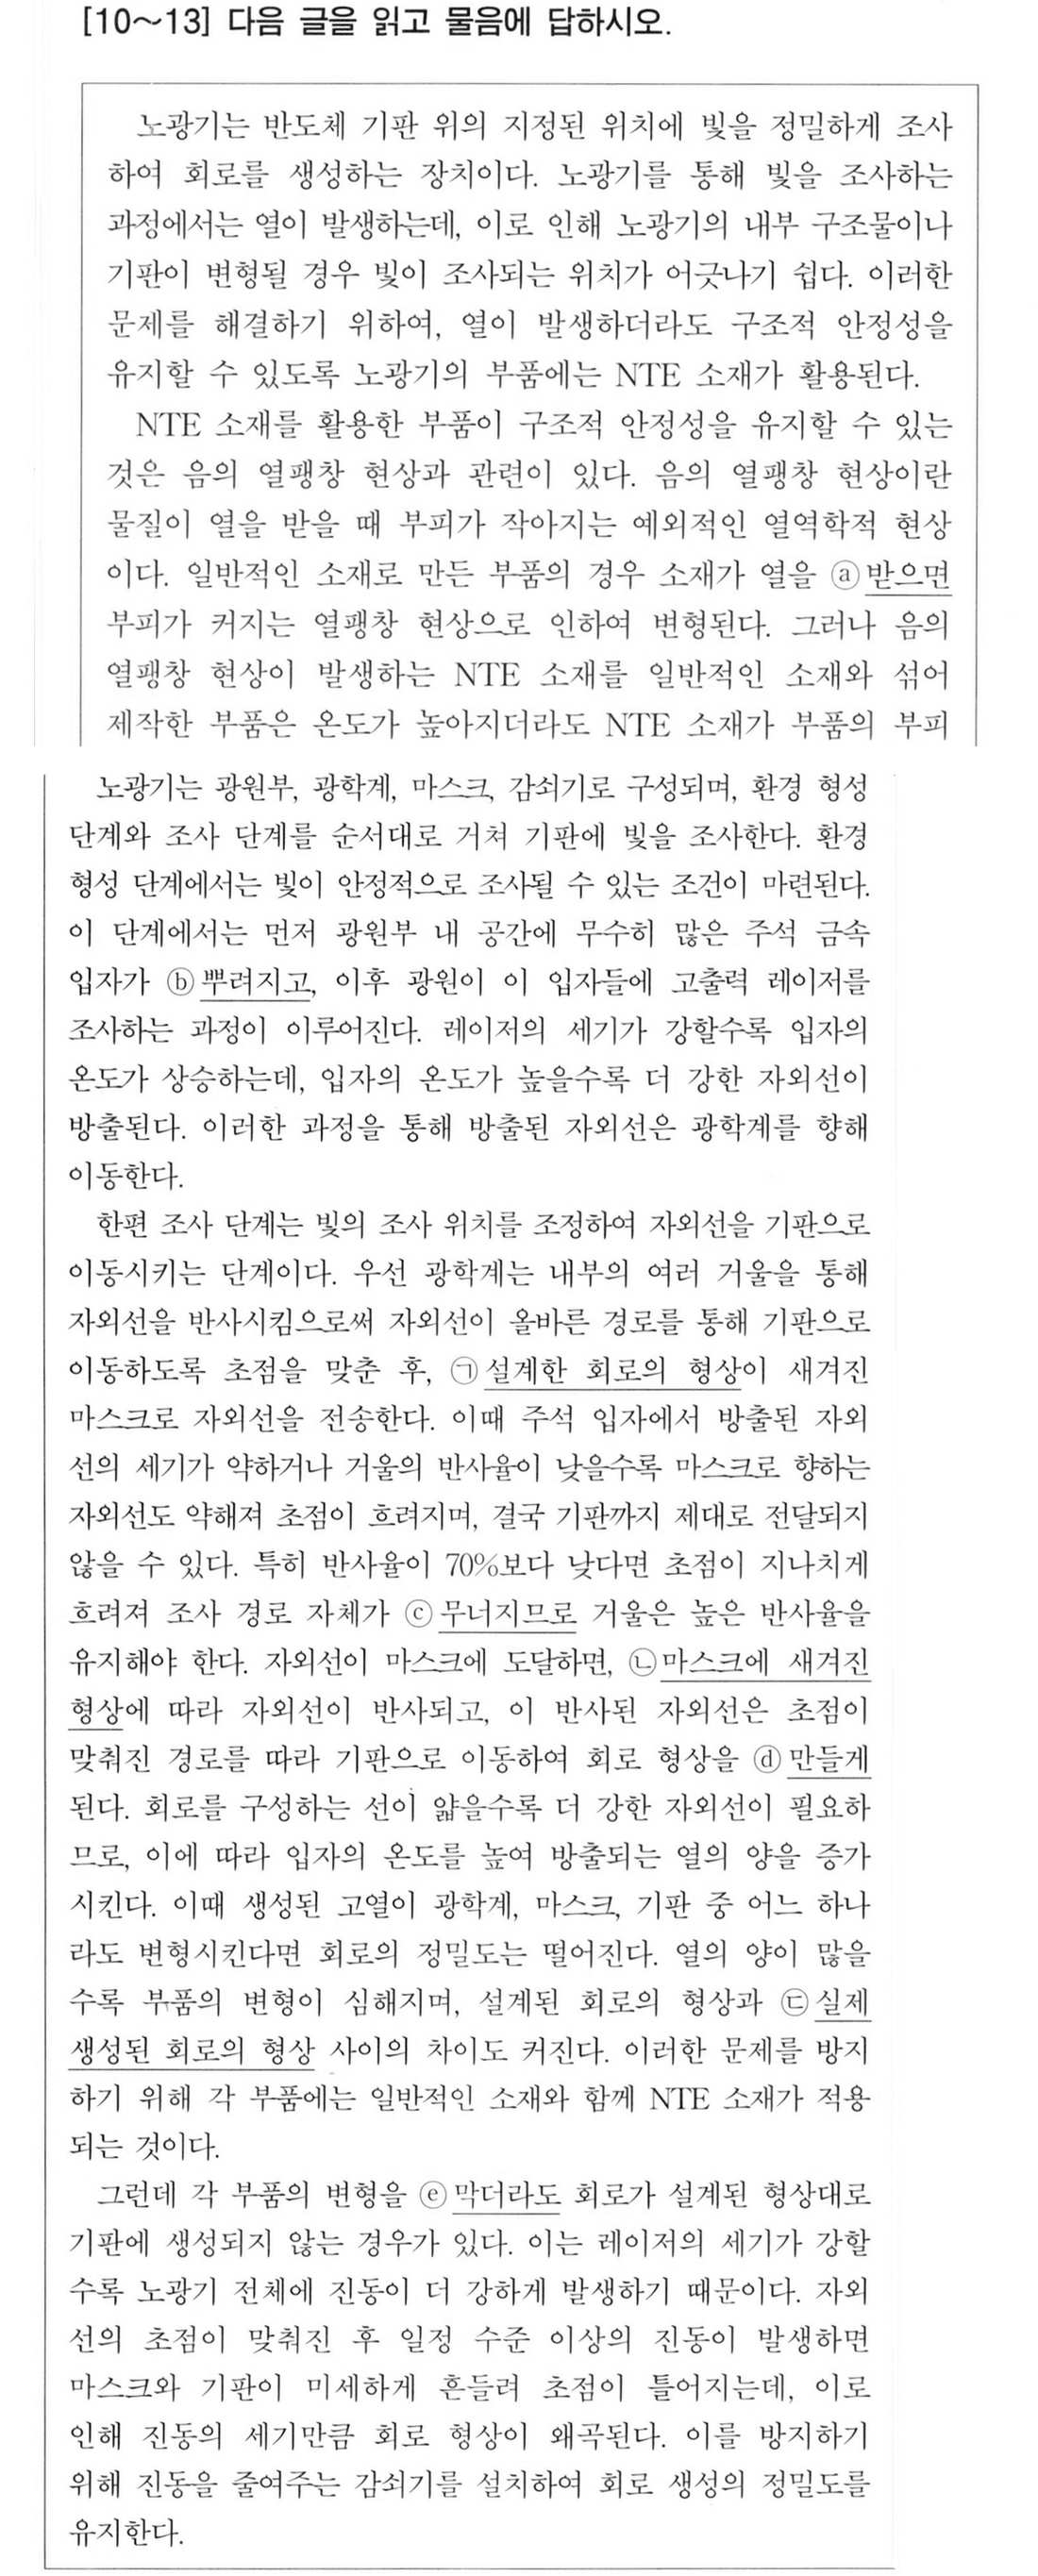 [10～13] 다음 글을 읽고 물음에 답하시오.
노광기는 반도체 기판 위의 지정된 위치에 빛을 정밀하게 조사
하여 회로를 생성하는 장치이다. 노광기를 통해 빛을 조사하는
과정에서는 열이 발생하는데, 이로 인해 노광기의 내부 구조물이나
기판이 변형될 경우 빛이 조사되는 위치가 어긋나기 쉽다. 이러한
문제를 해결하기 위하여, 열이 발생하더라도 구조적 안정성을
유지할 수 있도록 노광기의 부품에는 NTE 소재가 활용된다.
NTE 소재를 활용한 부품이 구조적 안정성을 유지할 수 있는
것은 음의 열팽창 현상과 관련이 있다. 음의 열팽창 현상이란
물질이 열을 받을 때 부피가 작아지는 예외적인 열역학적 현상
이다. 일반적인 소재로 만든 부품의 경우 소재가 열을 ⓐ받으면
부피가 커지는 열팽창 현상으로 인하여 변형된다. 그러나 음의
열팽창 현상이 발생하는 NTE 소재를 일반적인 소재와 섞어
제작한 부품은 온도가 높아지더라도 NTE 소재가 부품의 부피
노광기는 광원부, 광학계, 마스크, 감쇠기로 구성되며, 환경 형성
단계와 조사 단계를 순서대로 거쳐 기판에 빛을 조사한다. 환경
형성 단계에서는 빛이 안정적으로 조사될 수 있는 조건이 마련된다.
이 단계에서는 먼저 광원부 내 공간에 무수히 많은 주석 금속
입자가 ⓑ뿌려지고, 이후 광원이 이 입자들에 고출력 레이저를
조사하는 과정이 이루어진다. 레이저의 세기가 강할수록 입자의
온도가 상승하는데, 입자의 온도가 높을수록 더 강한 자외선이
방출된다. 이러한 과정을 통해 방출된 자외선은 광학계를 향해
이동한다.
한편 조사 단계는 빛의 조사 위치를 조정하여 자외선을 기판으로
이동시키는 단계이다. 우선 광학계는 내부의 여러 거울을 통해
자외선을 반사시킴으로써 자외선이 올바른 경로를 통해 기판으로
이동하도록 초점을 맞춘 후, ㉠설계한 회로의 형상이 새겨진
마스크로 자외선을 전송한다. 이때 주석 입자에서 방출된 자외
선의 세기가 약하거나 거울의 반사율이 낮을수록 마스크로 향하는
자외선도 약해져 초점이 흐려지며, 결국 기판까지 제대로 전달되지
않을 수 있다. 특히 반사율이 70%보다 낮다면 초점이 지나치게
흐려져 조사 경로 자체가 ⓒ무너지므로 거울은 높은 반사율을
유지해야 한다. 자외선이 마스크에 도달하면, ㉡마스크에 새겨진
형상에 따라 자외선이 반사되고, 이 반사된 자외선은 초점이
맞춰진 경로를 따라 기판으로 이동하여 회로 형상을 ⓓ만들게
된다. 회로를 구성하는 선이 얇을수록 더 강한 자외선이 필요하
므로, 이에 따라 입자의 온도를 높여 방출되는 열의 양을 증가
시킨다. 이때 생성된 고열이 광학계, 마스크, 기판 중 어느 하나
라도 변형시킨다면 회로의 정밀도는 떨어진다. 열의 양이 많을
수록 부품의 변형이 심해지며, 설계된 회로의 형상과 ㉢실제
생성된 회로의 형상 사이의 차이도 커진다. 이러한 문제를 방지
하기 위해 각 부품에는 일반적인 소재와 함께 NTE 소재가 적용
되는 것이다.
그런데 각 부품의 변형을 ⓔ막더라도 회로가 설계된 형상대로
기판에 생성되지 않는 경우가 있다. 이는 레이저의 세기가 강할
수록 노광기 전체에 진동이 더 강하게 발생하기 때문이다. 자외
선의 초점이 맞춰진 후 일정 수준 이상의 진동이 발생하면
마스크와 기판이 미세하게 흔들려 초점이 틀어지는데, 이로
인해 진동의 세기만큼 회로 형상이 왜곡된다. 이를 방지하기
위해 진동을 줄여주는 감쇠기를 설치하여 회로 생성의 정밀도를
유지한다.